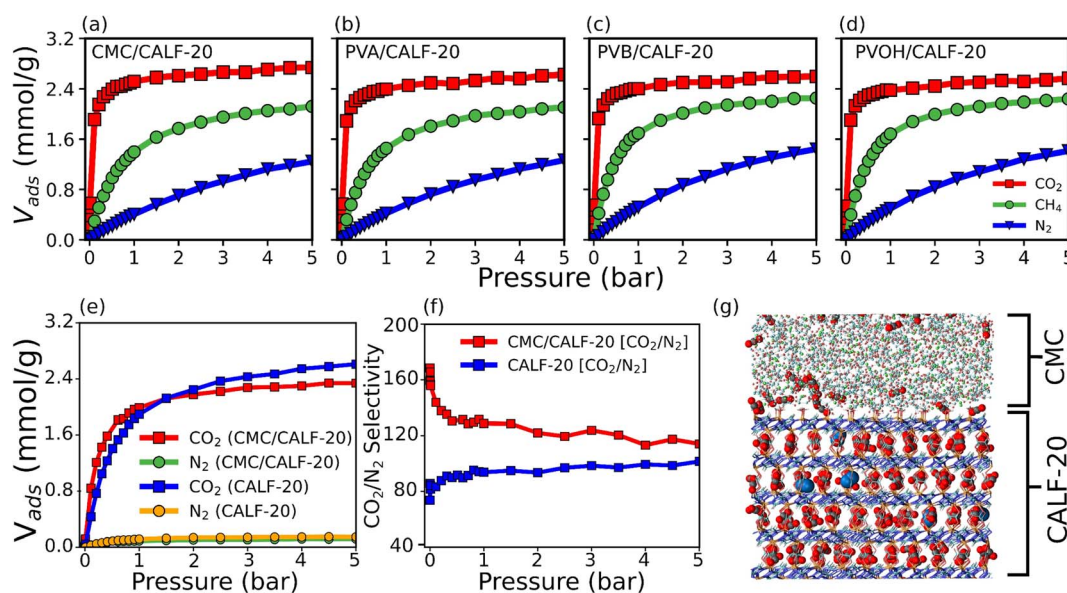 (a) (b) (c) (d)
CMC/CALF-20 PVA/CALF-20 PVB/CALF-20 PVOH/CALF-20
3.2
2.4
1.6
0.8
0.0
V_ads (mmol/g)
CO₂
CH₄
N₂
0 1 2 3 4 5 0 1 2 3 4 5 0 1 2 3 4 5 0 1 2 3 4 5
Pressure (bar)
(e) (f) (g)
3.2
2.4
1.6
0.8
0.0
V_ads (mmol/g)
CO₂ (CMC/CALF-20)
N₂ (CMC/CALF-20)
CO₂ (CALF-20)
N₂ (CALF-20)
0 1 2 3 4 5
Pressure (bar)
200
160
120
80
40
CO₂/N₂ Selectivity
CMC/CALF-20 [CO₂/N₂]
CALF-20 [CO₂/N₂]
0 1 2 3 4 5
Pressure (bar)
CMC
CALF-20